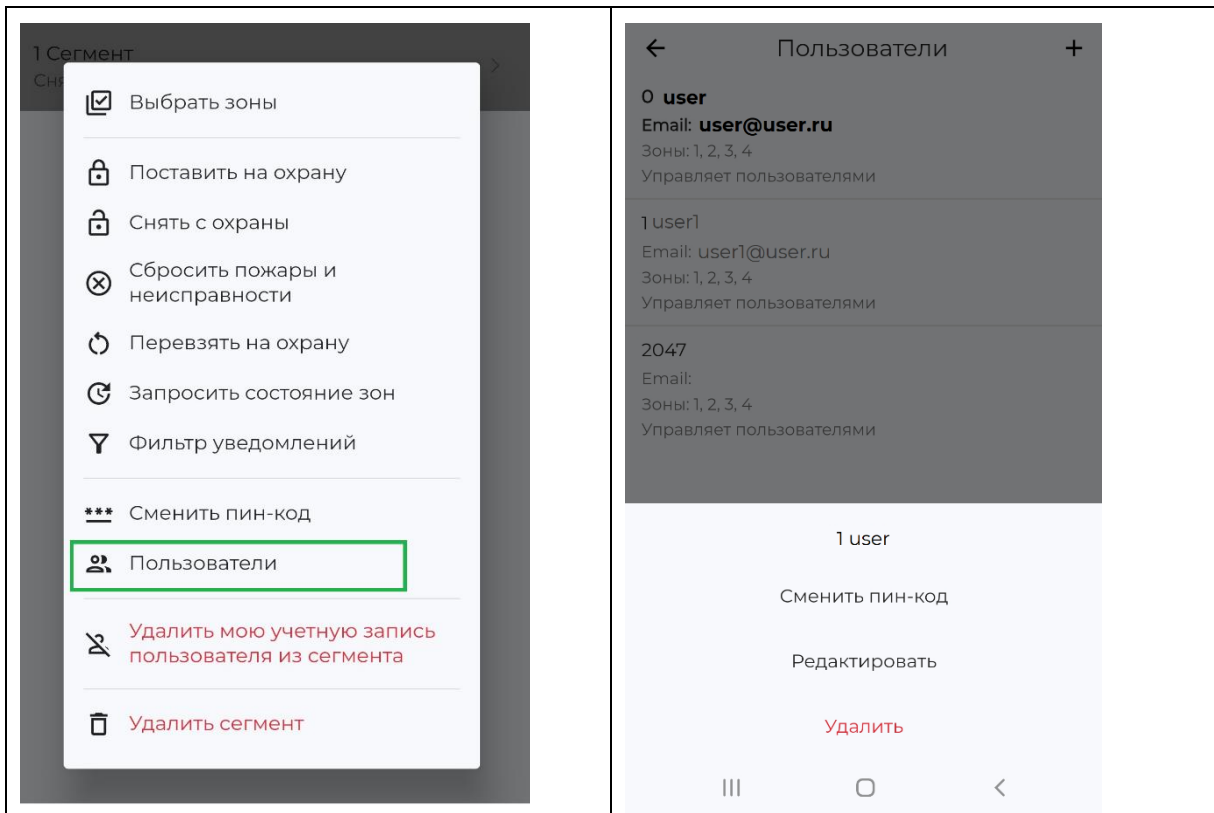 1 Сегмент
Сня
Выбрать зоны
Поставить на охрану
Снять с охраны
Сбросить пожары и
неисправности
Перевзять на охрану
Запросить состояние зон
Фильтр уведомлений
*** Сменить пин-код
Пользователи
Удалить мою учетную запись
пользователя из сегмента
Удалить сегмент
Пользователи
0 user
Email: user@user.ru
Зоны: 1, 2, 3, 4
Управляет пользователями
1 user1
Email: user1@user.ru
Зоны: 1, 2, 3, 4
Управляет пользователями
2047
Email:
Зоны: 1, 2, 3, 4
Управляет пользователями
1 user
Сменить пин-код
Редактировать
Удалить